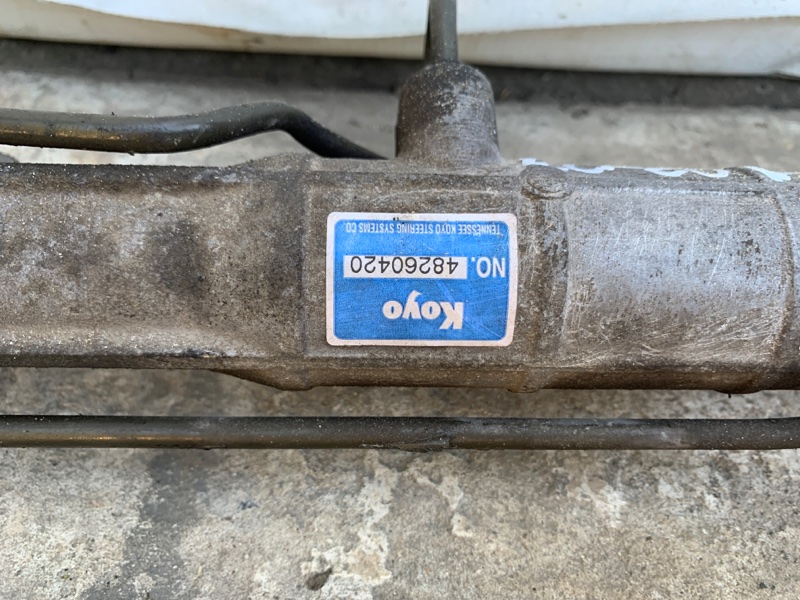 Koyo
NO. 48260420
TENNESSEE KOYO STEERING SYSTEMS CO